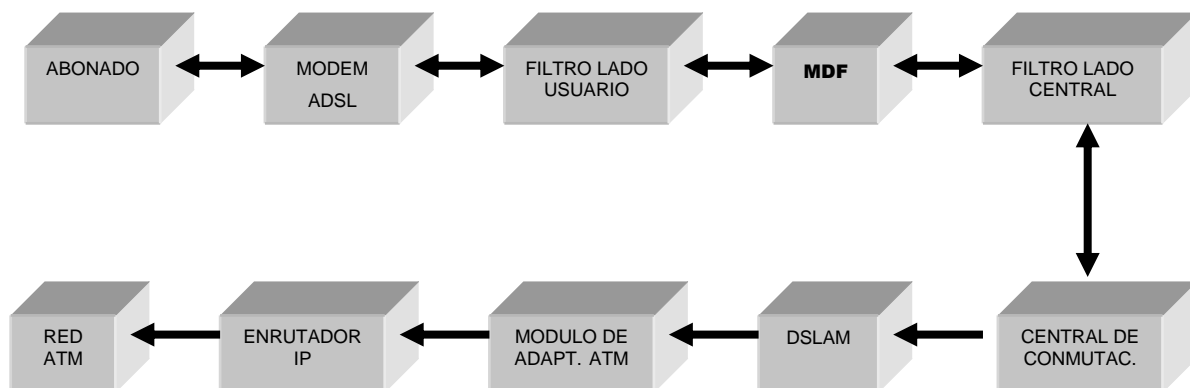 ABONADO
MODEM
ADSL
FILTRO LADO
USUARIO
MDF
FILTRO LADO
CENTRAL
RED
ATM
ENRUTADOR
IP
MODULO DE
ADAPT. ATM
DSLAM
CENTRAL DE
CONMUTAC.